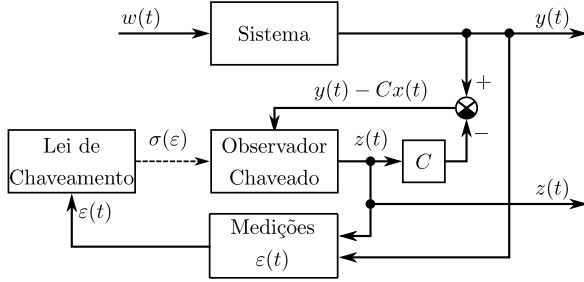 w(t)
Sistema
y(t)
y(t) − Cx(t)
+
−
Lei de
Chaveamento
σ(ε)
Observador
Chaveado
z(t)
C
ε(t)
z(t)
Medições
ε(t)